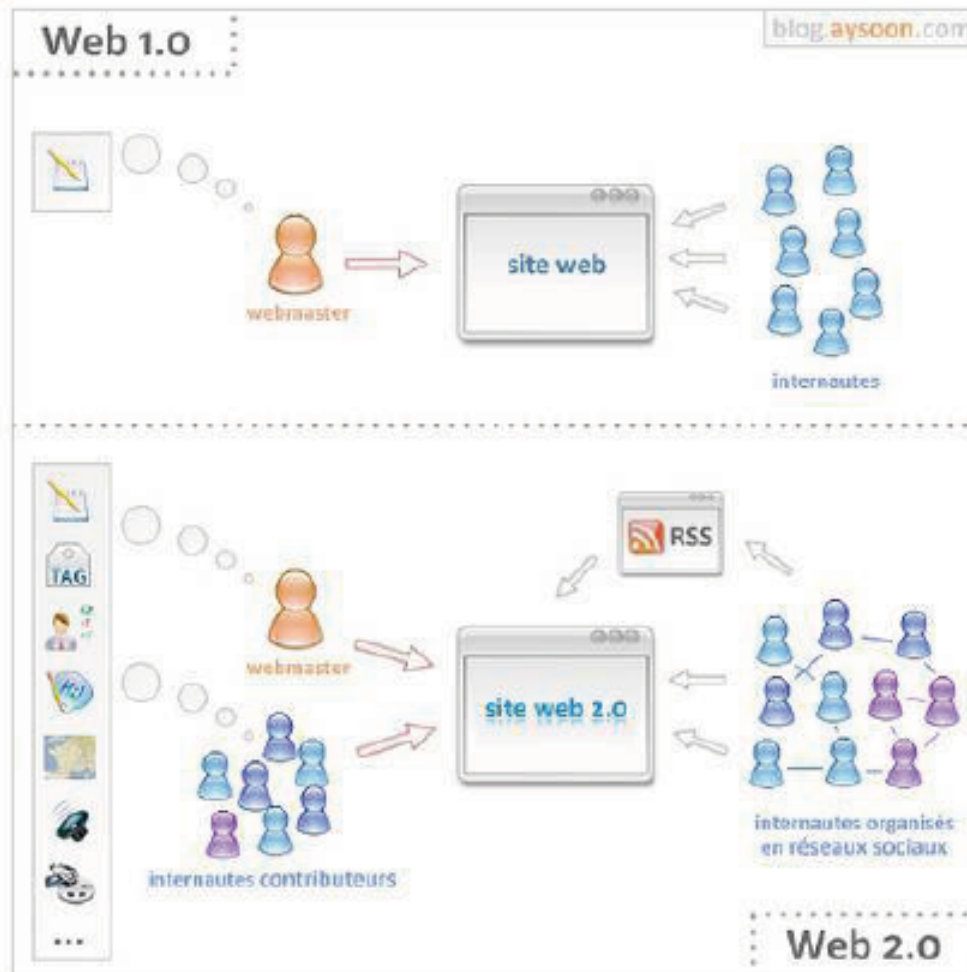 Web 1.0
blog.aysoon.com
site web
webmaster
internautes
RSS
TAG
webmaster
site web 2.0
internautes contributeurs
internautes organisés
en réseaux sociaux
...
Web 2.0